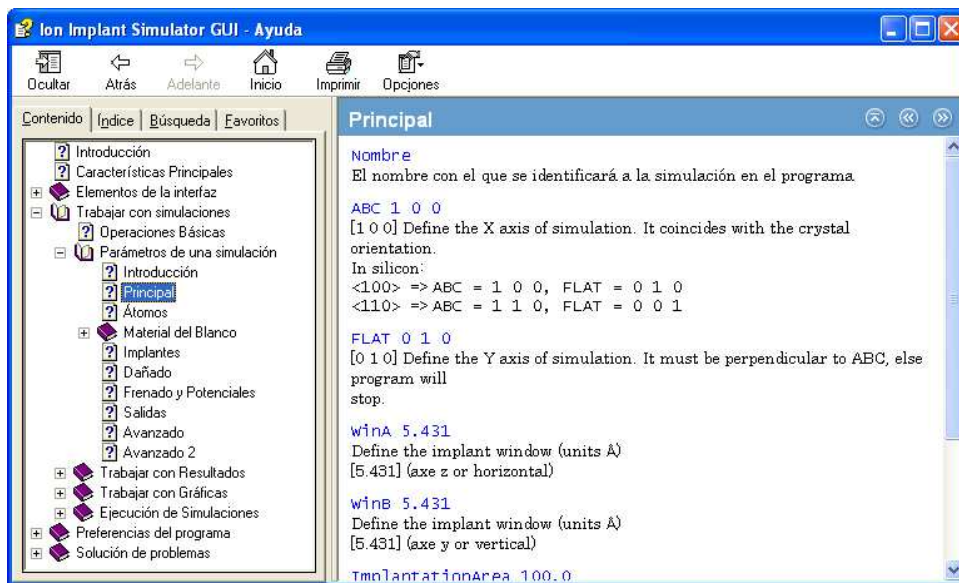 Ion Implant Simulator GUI - Ayuda
Ocultar Atrás Adelante Inicio Imprimir Opciones
Contenido Índice Búsqueda Favoritos
Introducción
Características Principales
Elementos de la interfaz
Trabajar con simulaciones
Operaciones Básicas
Parámetros de una simulación
Introducción
Principal
Átomos
Material del Blanco
Implantes
Dañado
Frenado y Potenciales
Salidas
Avanzado
Avanzado 2
Trabajar con Resultados
Trabajar con Gráficas
Ejecución de Simulaciones
Preferencias del programa
Solución de problemas
Principal
Nombre
El nombre con el que se identificará a la simulación en el programa
ABC 1 0 0
[1 0 0] Define the X axis of simulation. It coincides with the crystal
orientation.
In silicon:
<100> => ABC = 1 0 0, FLAT = 0 1 0
<110> => ABC = 1 1 0, FLAT = 0 0 1
FLAT 0 1 0
[0 1 0] Define the Y axis of simulation. It must be perpendicular to ABC, else
program will
stop.
WinA 5.431
Define the implant window (units Å)
[5.431] (axe z or horizontal)
WinB 5.431
Define the implant window (units Å)
[5.431] (axe y or vertical)
ImplantationArea 100.0